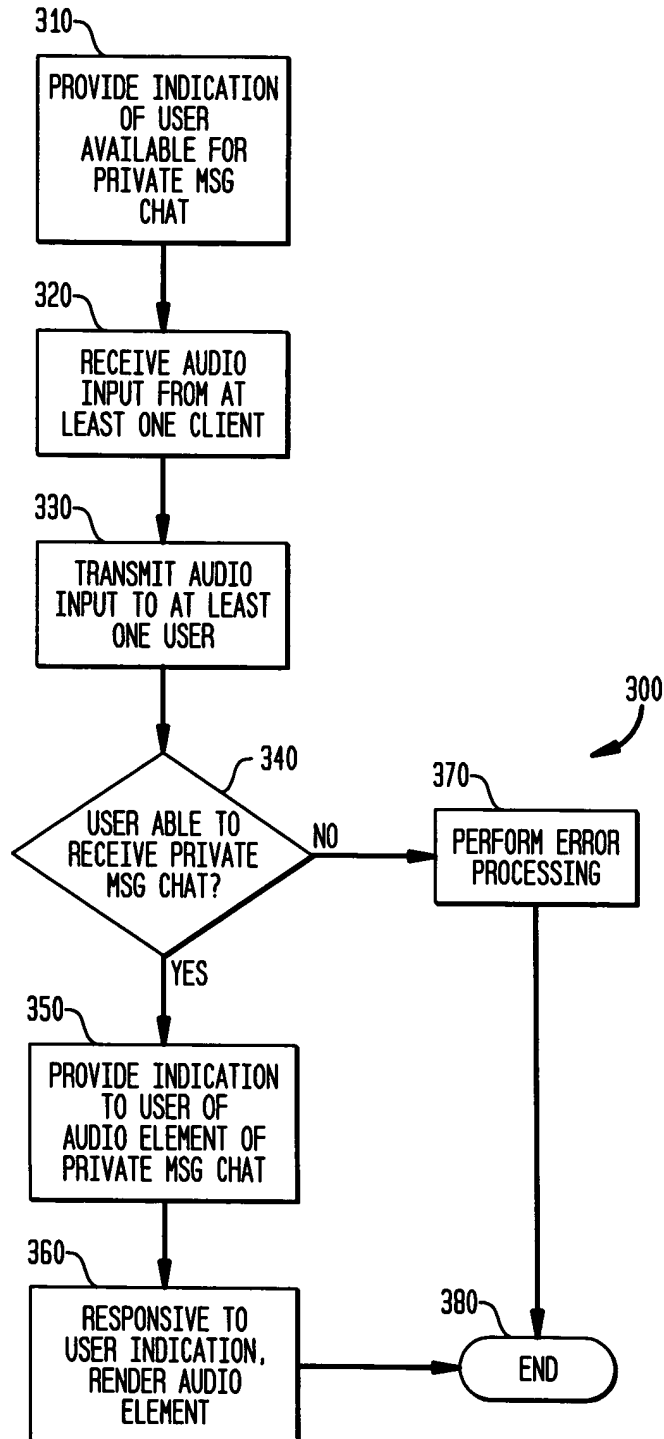 310
PROVIDE INDICATION
OF USER
AVAILABLE FOR
PRIVATE MSG
CHAT
320
RECEIVE AUDIO
INPUT FROM AT
LEAST ONE CLIENT
330
TRANSMIT AUDIO
INPUT TO AT LEAST
ONE USER
300
340
USER ABLE TO
RECEIVE PRIVATE
MSG CHAT?
NO
YES
370
PERFORM ERROR
PROCESSING
350
PROVIDE INDICATION
TO USER OF
AUDIO ELEMENT OF
PRIVATE MSG CHAT
360
RESPONSIVE TO
USER INDICATION,
RENDER AUDIO
ELEMENT
380
END